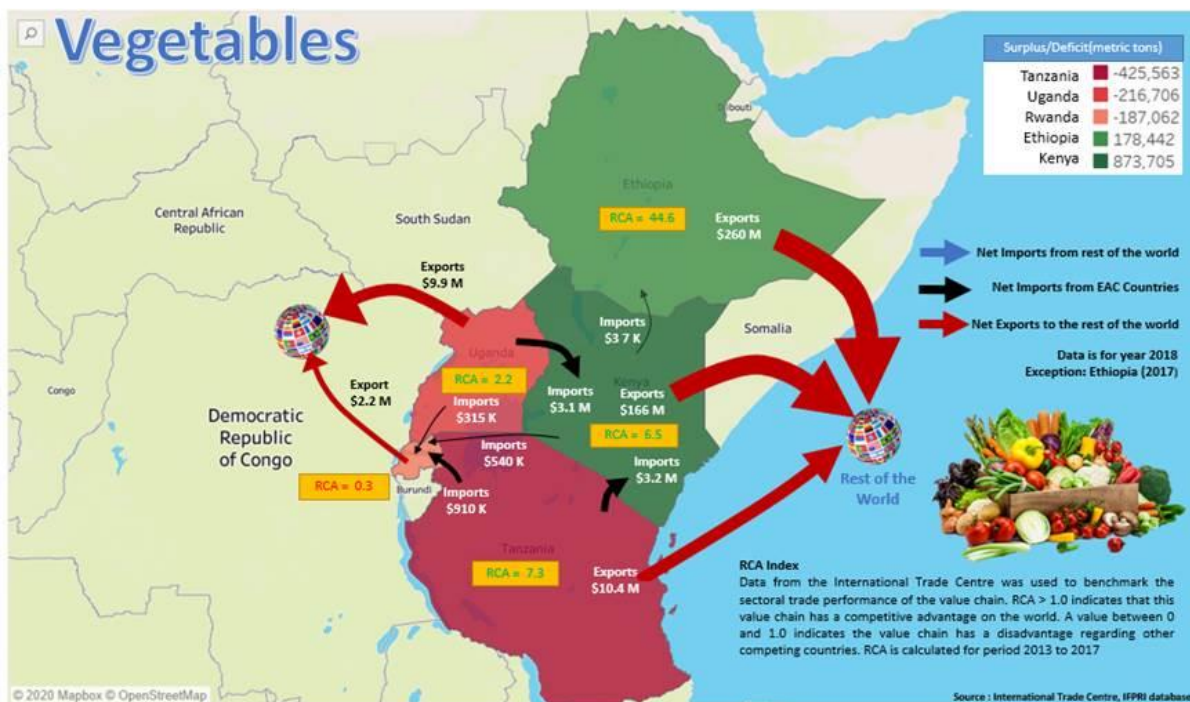 Vegetables
Surplus/Deficit(metric tons)
Tanzania -425,563
Uganda -216,706
Rwanda -187,062
Ethiopia 178,442
Kenya 873,705
Djibouti
Ethiopia
Central African
Republic
South Sudan
RCA = 44.6
Exports
$260 M
Net Imports from rest of the world
Exports
$9.9 M
Net Imports from EAC Countries
Imports
$3 7 K
Somalia
Net Exports to the rest of the world
Uganda
Data is for year 2018
Exception: Ethiopia (2017)
Congo
Export
$2.2 M
RCA = 2.2
Kenya
Imports
$3.1 M
Exports
$166 M
Imports
$315 K
Democratic
Republic
of Congo
RCA = 6.5
Imports
$540 K
Imports
$3.2 M
Rest of the
World
RCA = 0.3
Burundi
Imports
$910 K
Tanzania
RCA = 7.3
Exports
$10.4 M
RCA Index
Data from the International Trade Centre was used to benchmark the
sectoral trade performance of the value chain. RCA > 1.0 indicates that this
value chain has a competitive advantage on the world. A value between 0
and 1.0 indicates the value chain has a disadvantage regarding other
competing countries. RCA is calculated for period 2013 to 2017
© 2020 Mapbox © OpenStreetMap
Source : International Trade Centre, IFPRI database